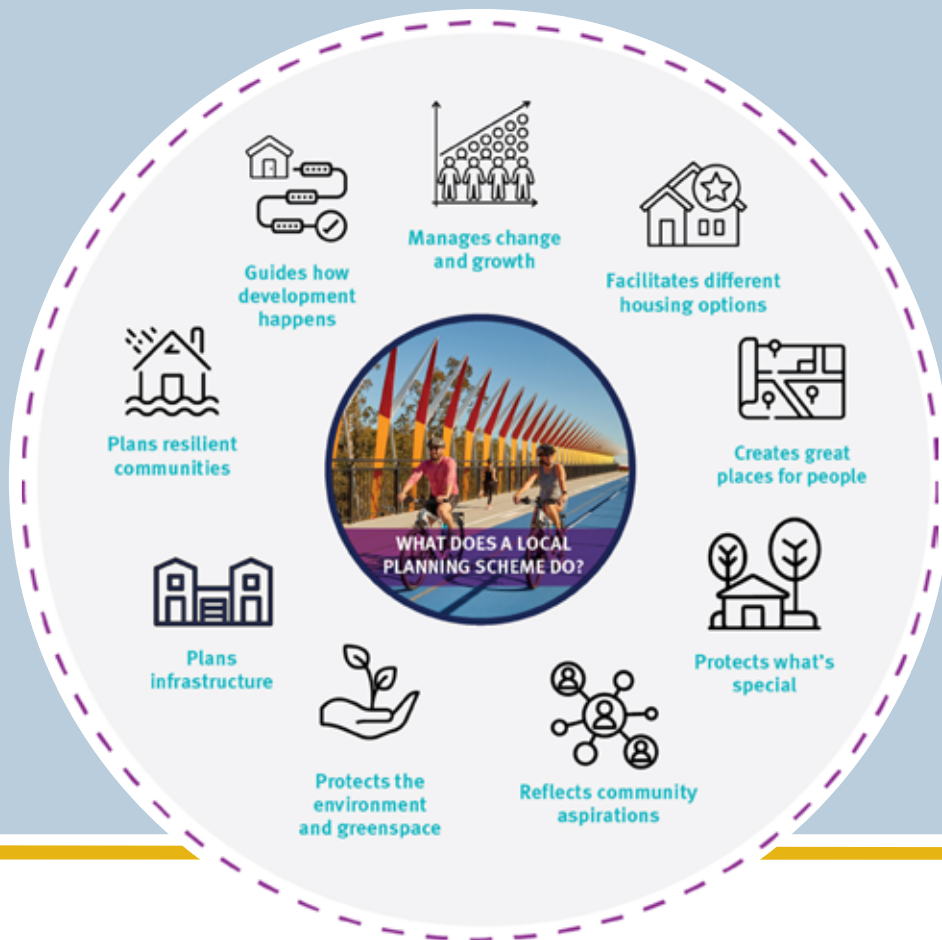 WHAT DOES A LOCAL
PLANNING SCHEME DO?
Manages change
and growth
Facilitates different
housing options
Creates great
places for people
Protects what's
special
Reflects community
aspirations
Protects the
environment
and greenspace
Plans
infrastructure
Plans resilient
communities
Guides how
development
happens